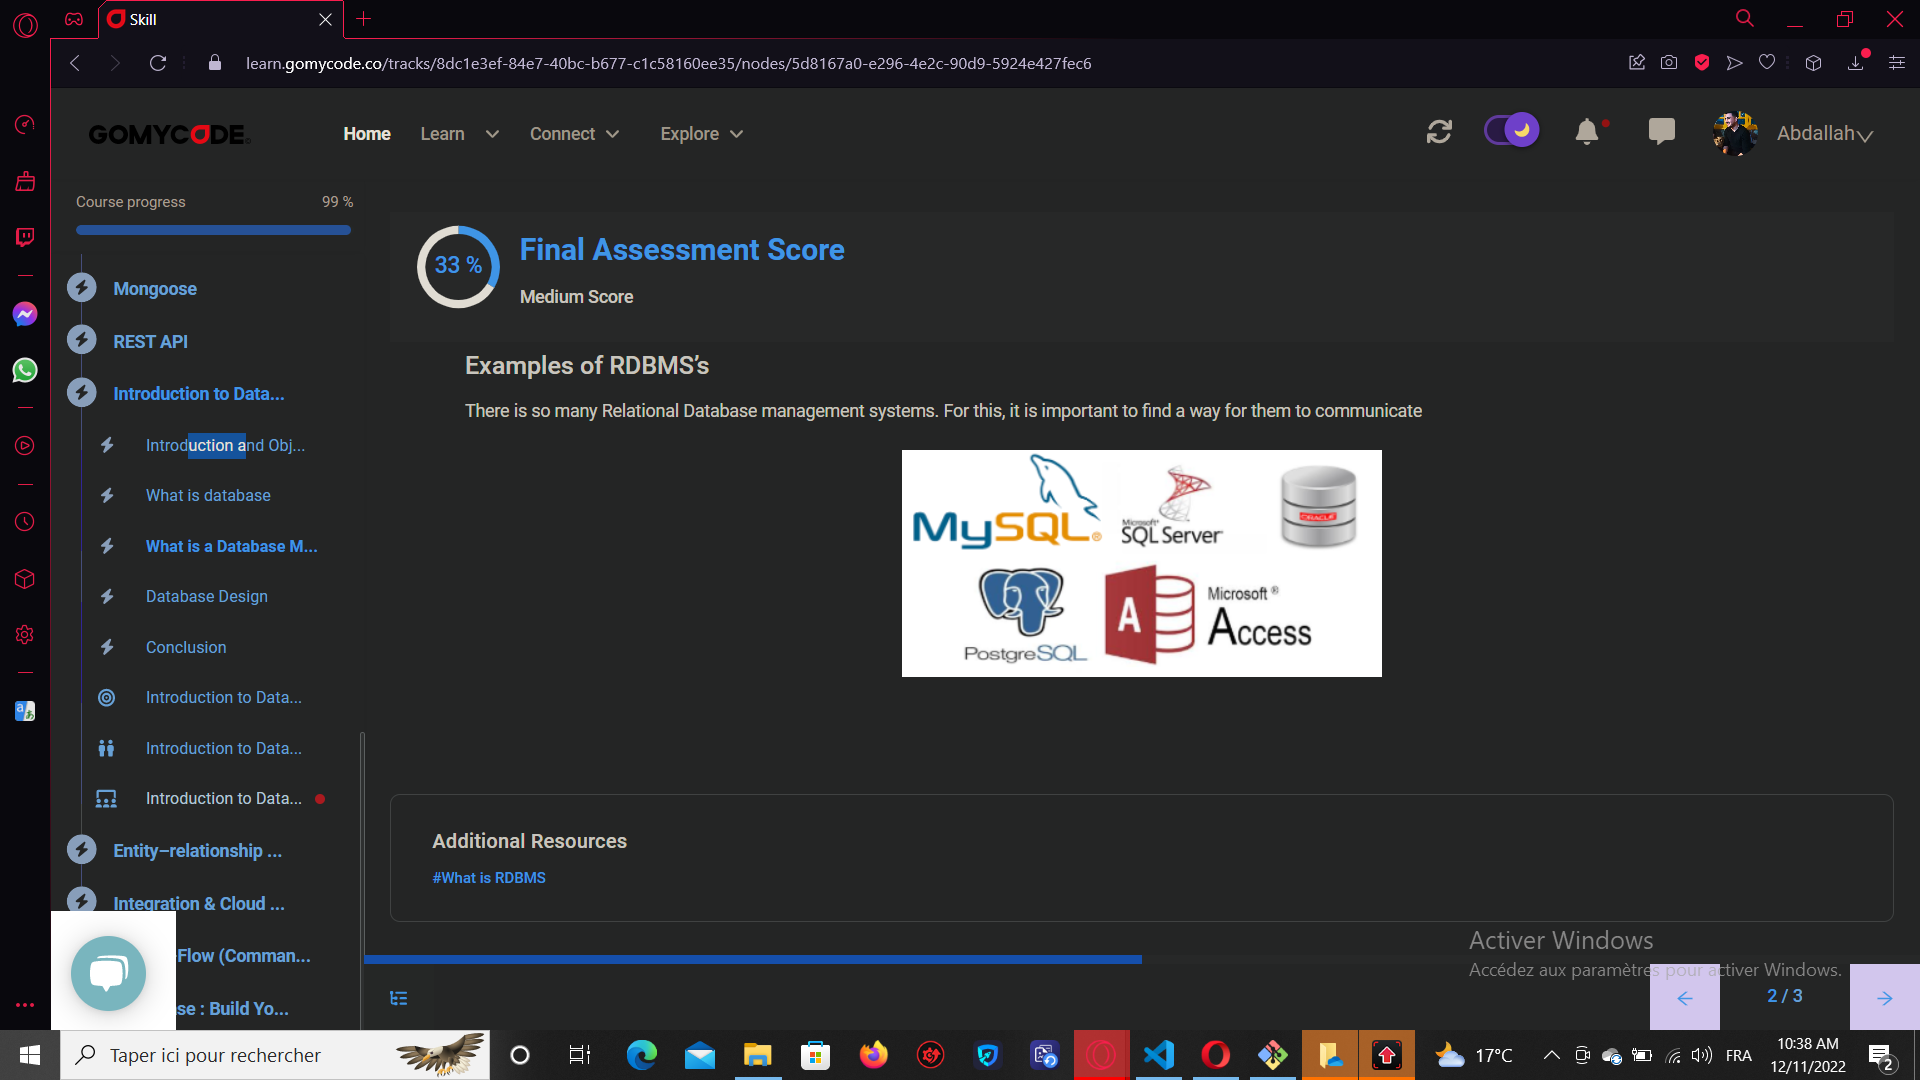 Skill
learn.gomycode.co/tracks/8dc1e3ef-84e7-40bc-b677-c1c58160ee35/nodes/5d8167a0-e296-4e2c-90d9-5924e427fec6
GOMYCODE
Home
Learn
Connect
Explore
Abdallah
Course progress
99 %
Mongoose
REST API
Introduction to Data...
Introduction and Obj...
What is database
What is a Database M...
Database Design
Conclusion
Introduction to Data...
Introduction to Data...
Introduction to Data...
Entity–relationship ...
Integration & Cloud ...
Flow (Comman...
se : Build Yo...
33 %
Final Assessment Score
Medium Score
Examples of RDBMS’s
There is so many Relational Database management systems. For this, it is important to find a way for them to communicate
MySQL®
Microsoft®
SQL Server
ORACLE
PostgreSQL
A
Microsoft®
Access
Additional Resources
#What is RDBMS
Activer Windows
Accédez aux paramètres pour activer Windows.
2 / 3
Taper ici pour rechercher
17°C
FRA
10:38 AM
12/11/2022
2